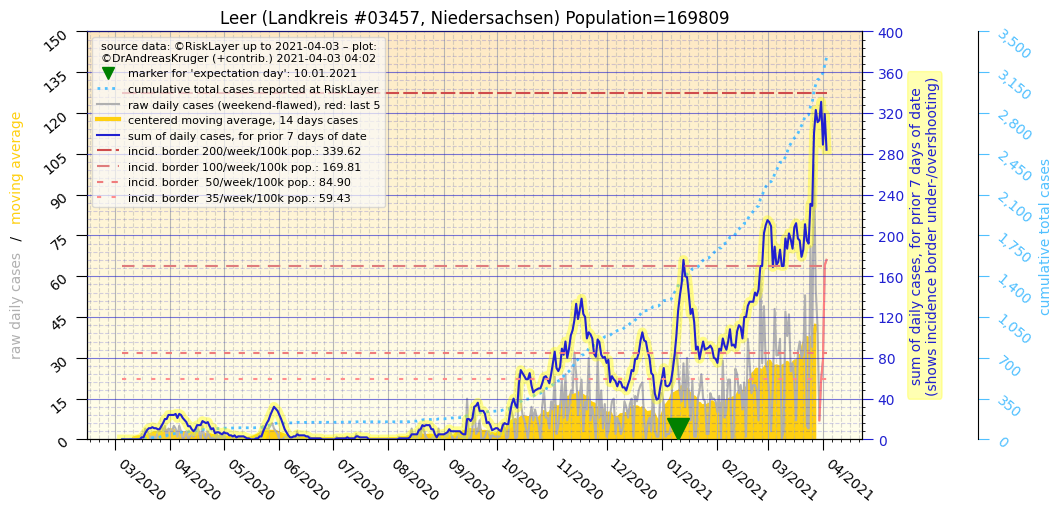 Leer (Landkreis #03457, Niedersachsen) Population=169809
source data: ©RiskLayer up to 2021-04-03 – plot:
©DrAndreasKruger (+contrib.) 2021-04-03 04:02
marker for 'expectation day': 10.01.2021
cumulative total cases reported at RiskLayer
raw daily cases (weekend-flawed), red: last 5
centered moving average, 14 days cases
sum of daily cases, for prior 7 days of date
incid. border 200/week/100k pop.: 339.62
incid. border 100/week/100k pop.: 169.81
incid. border  50/week/100k pop.: 84.90
incid. border  35/week/100k pop.: 59.43
raw daily cases  /  moving average
150
135
120
105
90
75
60
45
30
15
0
03/2020
04/2020
05/2020
06/2020
07/2020
08/2020
09/2020
10/2020
11/2020
12/2020
01/2021
02/2021
03/2021
04/2021
400
360
320
280
240
200
160
120
80
40
0
sum of daily cases, for prior 7 days of date
(shows incidence border under-/overshooting)
3,500
3,150
2,800
2,450
2,100
1,750
1,400
1,050
700
350
0
cumulative total cases